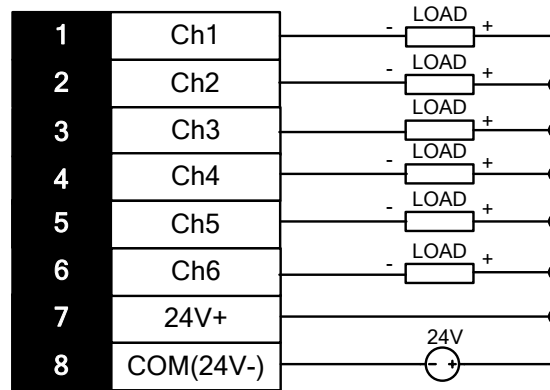 1 Ch1 - LOAD +
2 Ch2 - LOAD +
3 Ch3 LOAD
4 Ch4 - LOAD +
5 Ch5 - LOAD +
6 Ch6 - LOAD +
7 24V+
8 COM(24V-) 24V - +